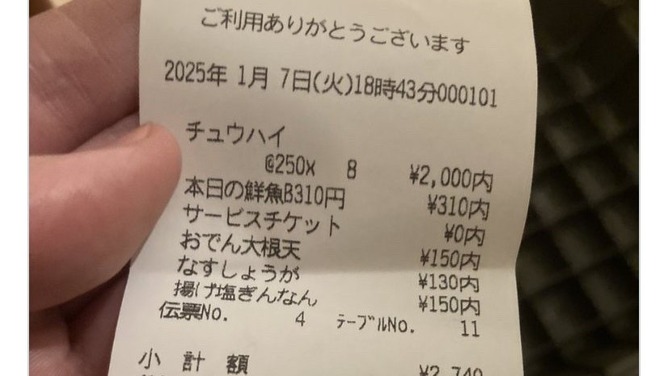 ご利用ありがとうございます
2025年 1月 7日(火)18時43分000101
チュウハイ
@250x 8 ¥2,000内
本日の鮮魚B310円 ¥310内
サービスチケット ¥0内
おでん大根天 ¥150内
なすしょうが ¥130内
揚げ塩ぎんなん ¥150内
伝票No. 4 テーブルNo. 11
小 計 額 ¥2,740